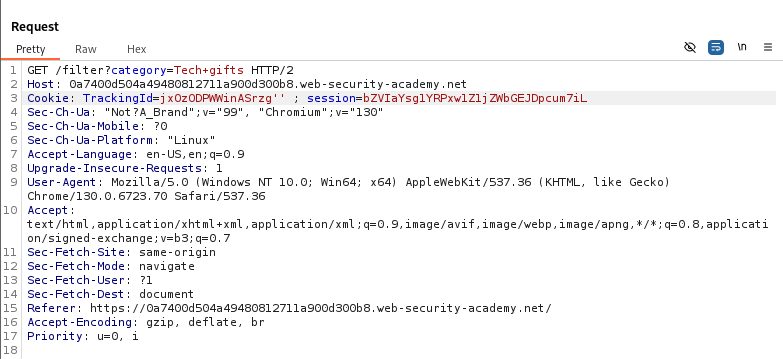 Request
Pretty Raw Hex \n
1 GET /filter?category=Tech+gifts HTTP/2
2 Host: 0a7400d504a49480812711a900d300b8.web-security-academy.net
3 Cookie: TrackingId=jxOzODPWWinASrzg'' ; session=bZVIaYsg1YRPxw1Z1jZWbGEJDpcum7iL
4 Sec-Ch-Ua: "Not?A_Brand";v="99", "Chromium";v="130"
5 Sec-Ch-Ua-Mobile: ?0
6 Sec-Ch-Ua-Platform: "Linux"
7 Accept-Language: en-US,en;q=0.9
8 Upgrade-Insecure-Requests: 1
9 User-Agent: Mozilla/5.0 (Windows NT 10.0; Win64; x64) AppleWebKit/537.36 (KHTML, like Gecko)
Chrome/130.0.6723.70 Safari/537.36
10 Accept:
text/html,application/xhtml+xml,application/xml;q=0.9,image/avif,image/webp,image/apng,*/*;q=0.8,applicati
on/signed-exchange;v=b3;q=0.7
11 Sec-Fetch-Site: same-origin
12 Sec-Fetch-Mode: navigate
13 Sec-Fetch-User: ?1
14 Sec-Fetch-Dest: document
15 Referer: https://0a7400d504a49480812711a900d300b8.web-security-academy.net/
16 Accept-Encoding: gzip, deflate, br
17 Priority: u=0, i
18